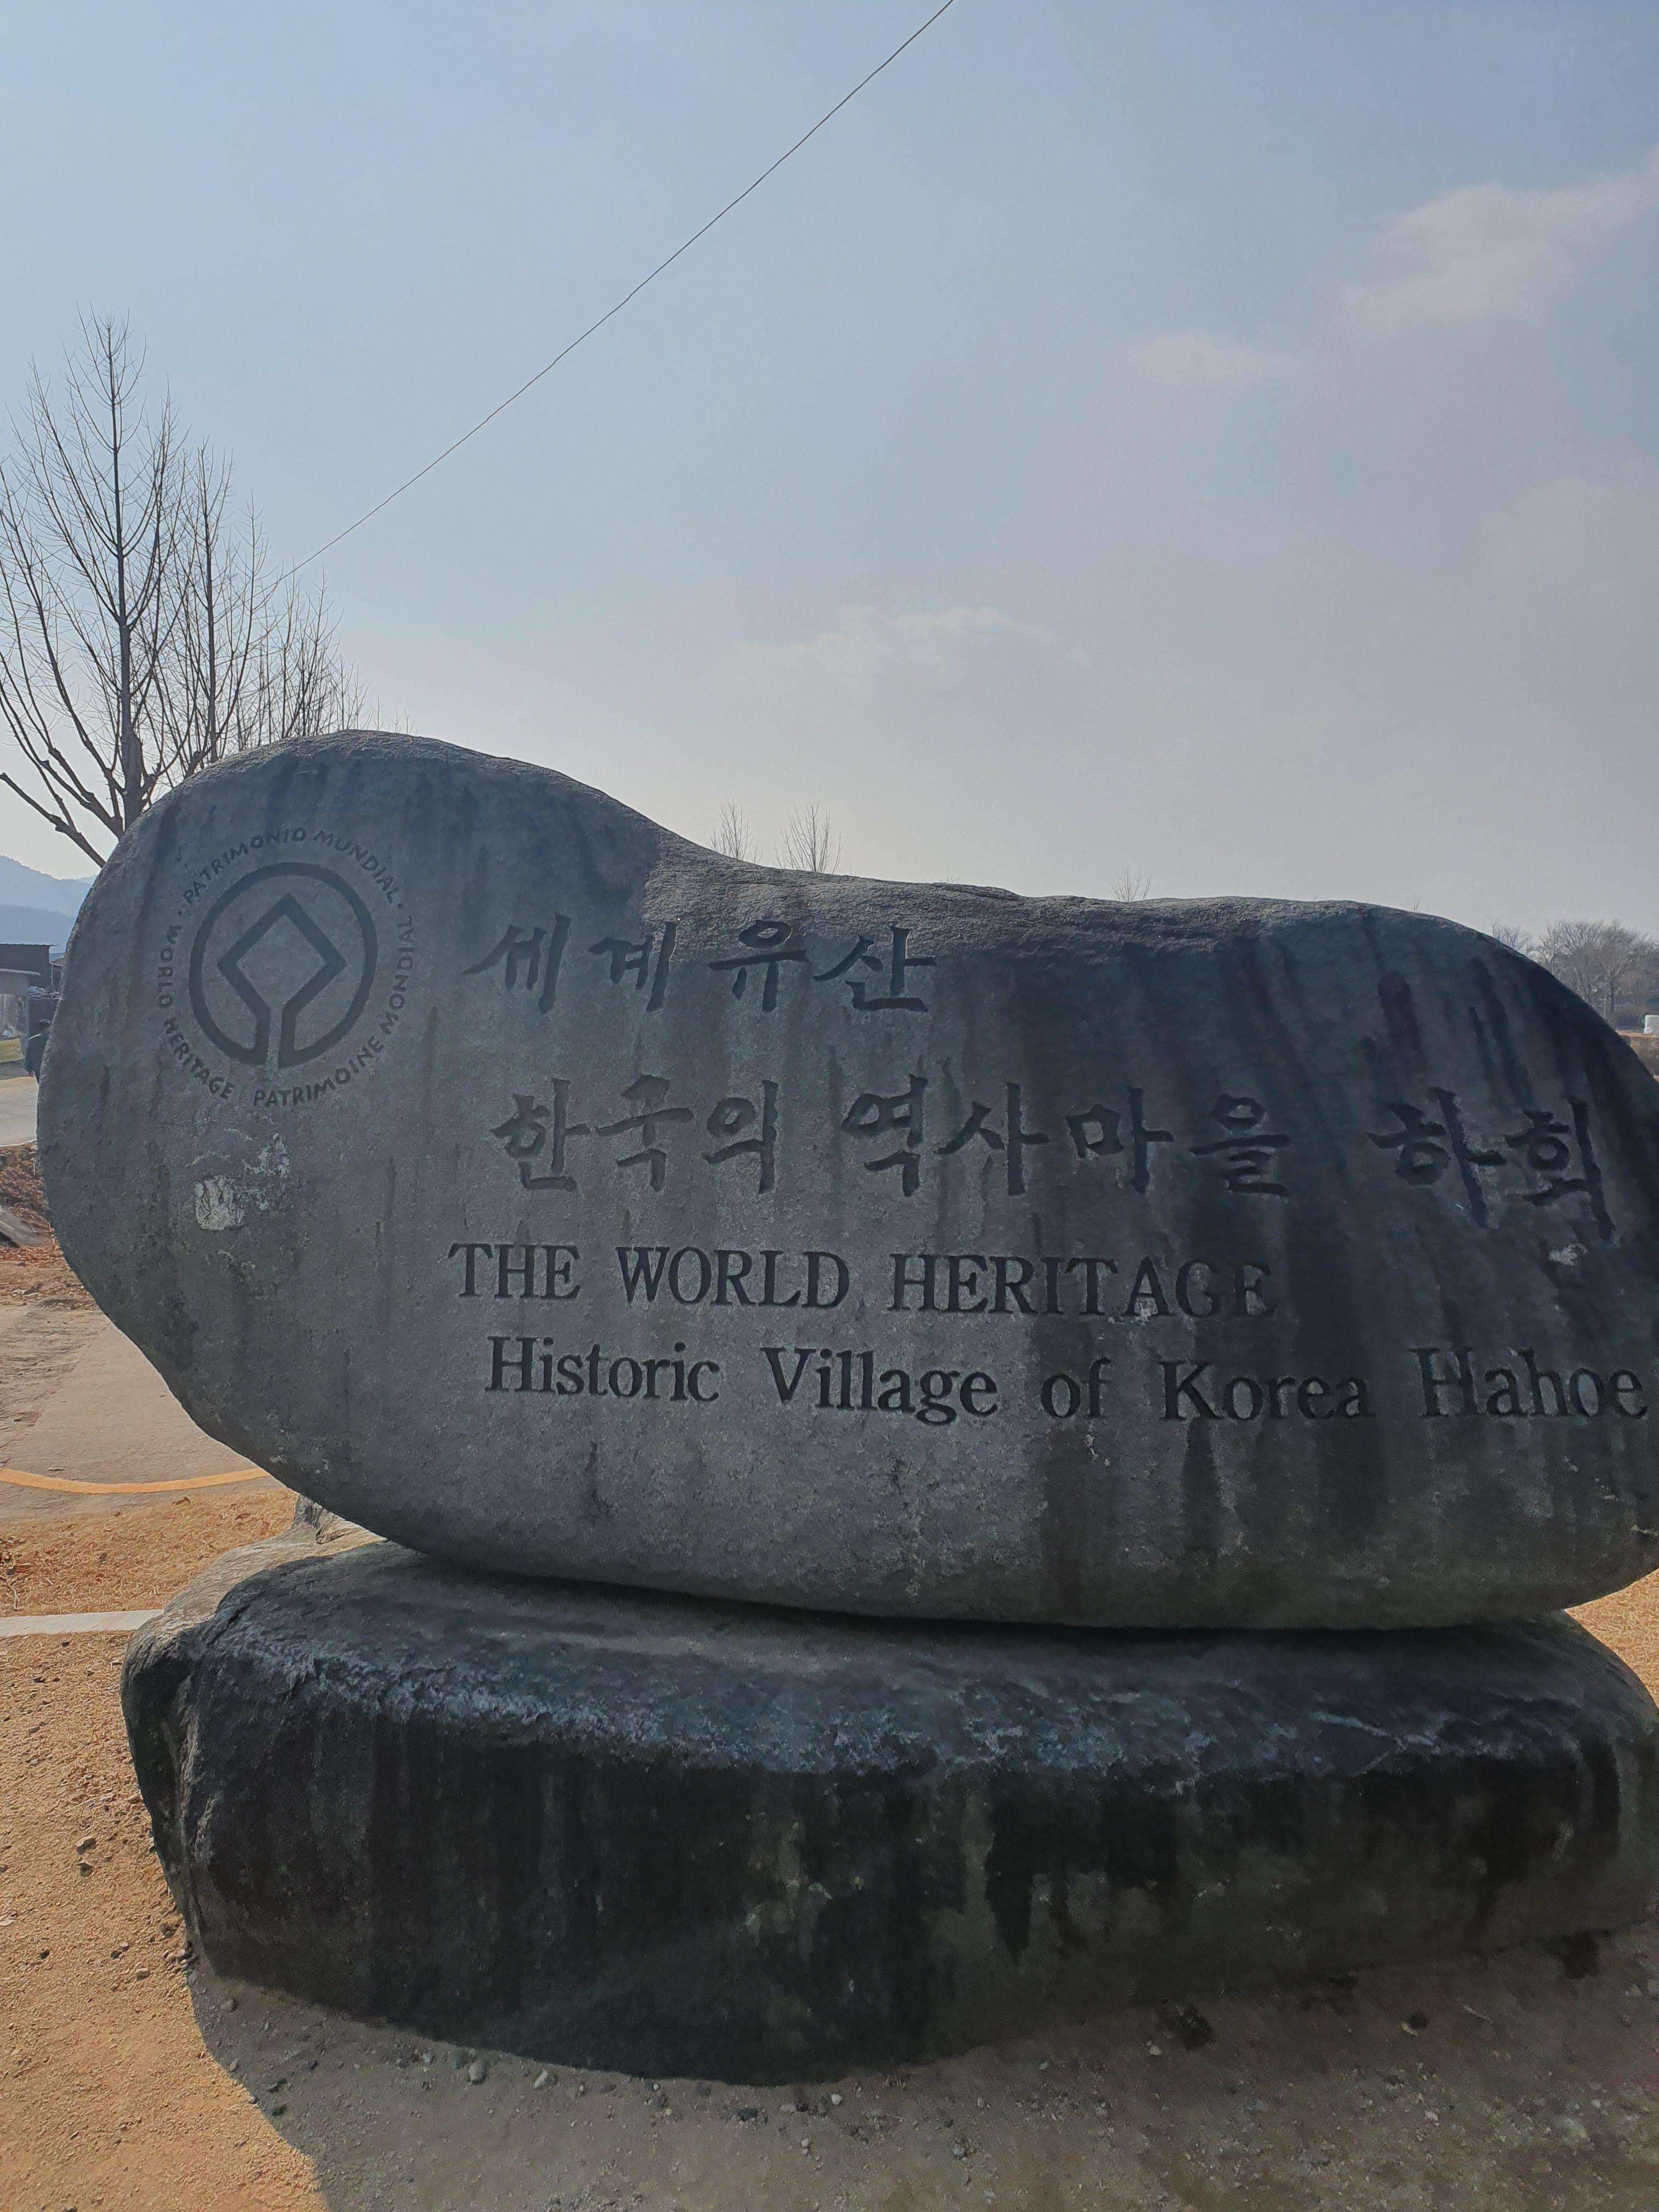 WORLD HERITAGE · PATRIMONIO MUNDIAL · PATRIMOINE MONDIAL
세계유산
한국의 역사마을 하회
THE WORLD HERITAGE
Historic Village of Korea Hahoe